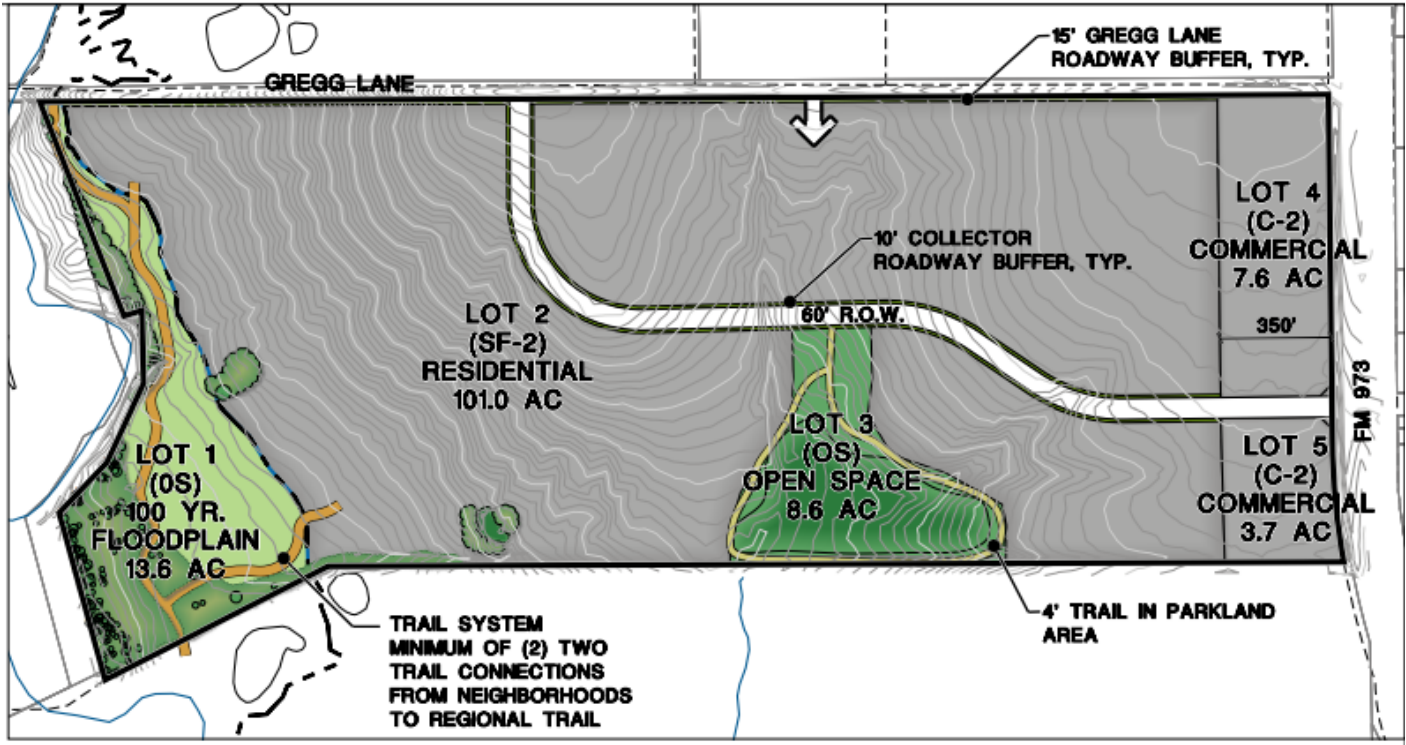 15' GREGG LANE
ROADWAY BUFFER, TYP.
GREGG LANE
LOT 4
(C-2)
COMMERCIAL
7.6 AC
10' COLLECTOR
ROADWAY BUFFER, TYP.
LOT 2
(SF-2)
RESIDENTIAL
101.0 AC
60' R.O.W.
350'
FM 973
LOT 3
(OS)
OPEN SPACE
8.6 AC
LOT 5
(C-2)
COMMERCIAL
3.7 AC
LOT 1
(OS)
100 YR.
FLOODPLAIN
13.6 AC
4' TRAIL IN PARKLAND
AREA
TRAIL SYSTEM
MINIMUM OF (2) TWO
TRAIL CONNECTIONS
FROM NEIGHBORHOODS
TO REGIONAL TRAIL